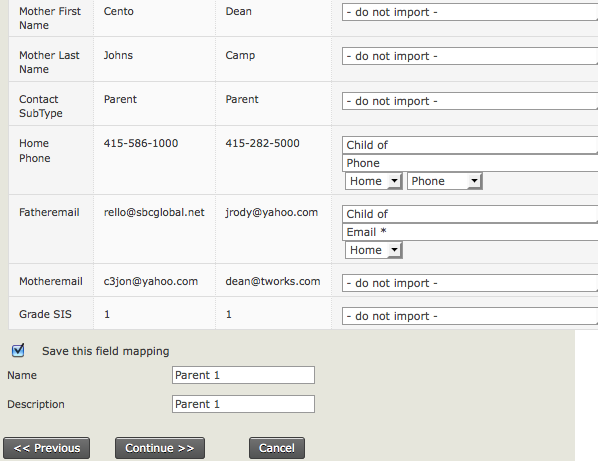 Mother First Name Cento Dean - do not import -
Mother Last Name Johns Camp - do not import -
Contact SubType Parent Parent - do not import -
Home Phone 415-586-1000 415-282-5000 Child of
Phone
Home Phone
Fatheremail rello@sbcglobal.net jrody@yahoo.com Child of
Email *
Home
Motheremail c3jon@yahoo.com dean@tworks.com - do not import -
Grade SIS 1 1 - do not import -
Save this field mapping
Name Parent 1
Description Parent 1
<< Previous Continue >> Cancel